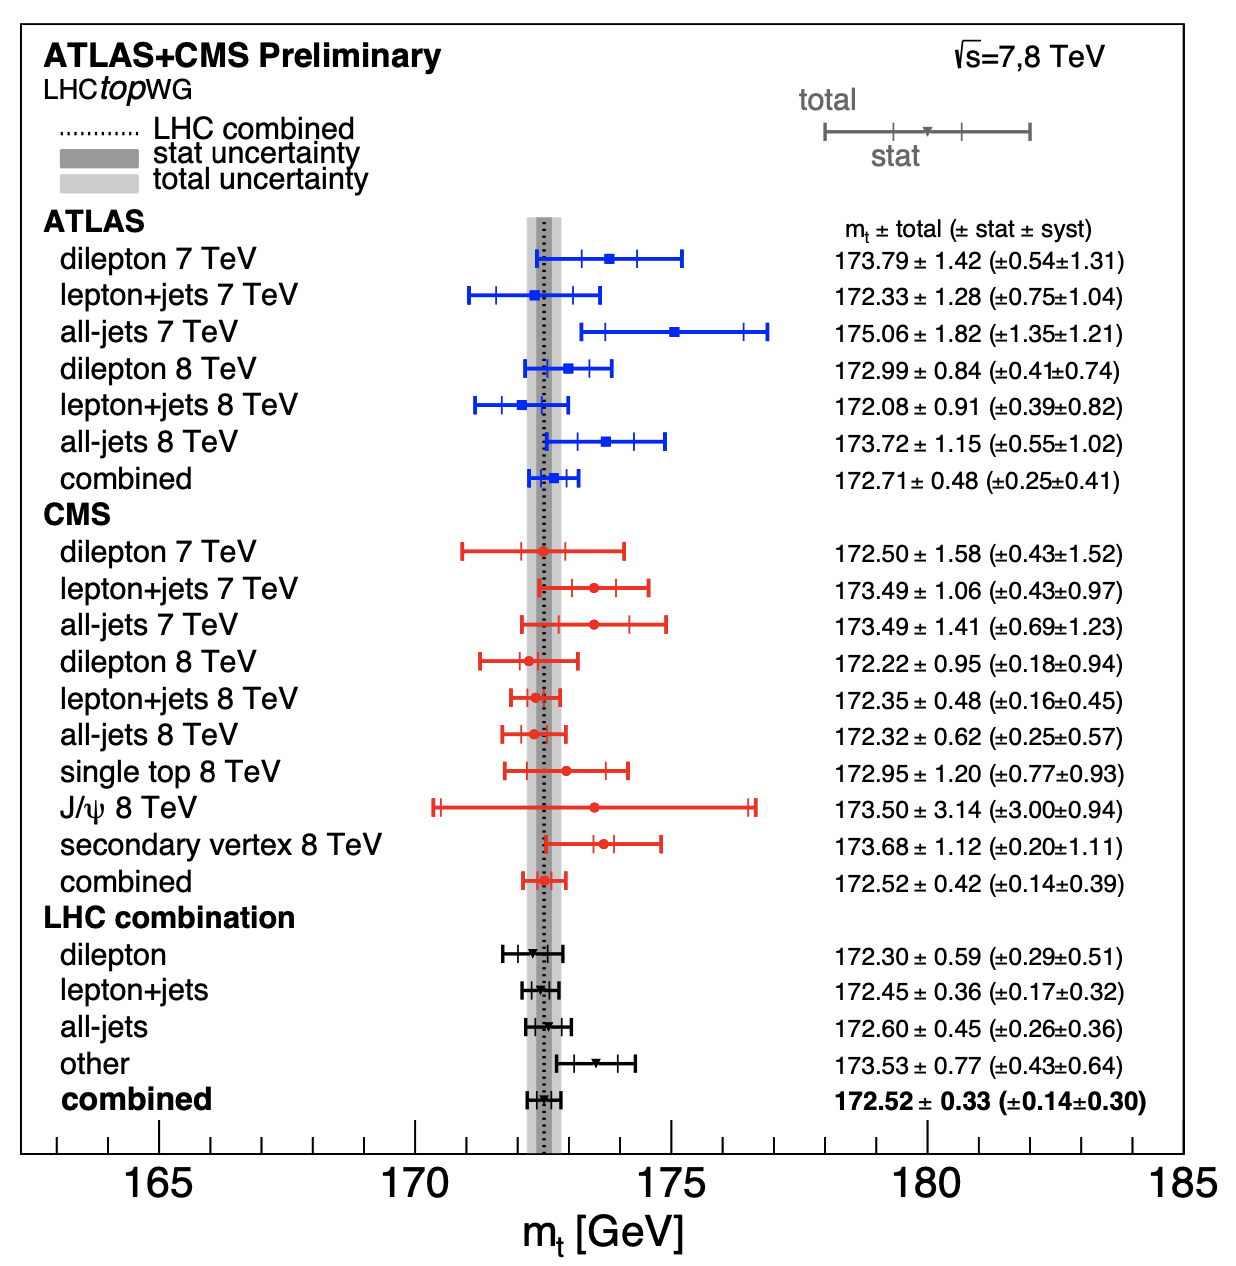 ATLAS+CMS Preliminary √s=7,8 TeV
LHCtopWG
total
LHC combined
stat uncertainty stat
total uncertainty
ATLAS
m_t ± total (± stat ± syst)
dilepton 7 TeV 173.79 ± 1.42 (±0.54±1.31)
lepton+jets 7 TeV 172.33 ± 1.28 (±0.75±1.04)
all-jets 7 TeV 175.06 ± 1.82 (±1.35±1.21)
dilepton 8 TeV 172.99 ± 0.84 (±0.41±0.74)
lepton+jets 8 TeV 172.08 ± 0.91 (±0.39±0.82)
all-jets 8 TeV 173.72 ± 1.15 (±0.55±1.02)
combined 172.71 ± 0.48 (±0.25±0.41)
CMS
dilepton 7 TeV 172.50 ± 1.58 (±0.43±1.52)
lepton+jets 7 TeV 173.49 ± 1.06 (±0.43±0.97)
all-jets 7 TeV 173.49 ± 1.41 (±0.69±1.23)
dilepton 8 TeV 172.22 ± 0.95 (±0.18±0.94)
lepton+jets 8 TeV 172.35 ± 0.48 (±0.16±0.45)
all-jets 8 TeV 172.32 ± 0.62 (±0.25±0.57)
single top 8 TeV 172.95 ± 1.20 (±0.77±0.93)
J/ψ 8 TeV 173.50 ± 3.14 (±3.00±0.94)
secondary vertex 8 TeV 173.68 ± 1.12 (±0.20±1.11)
combined 172.52 ± 0.42 (±0.14±0.39)
LHC combination
dilepton 172.30 ± 0.59 (±0.29±0.51)
lepton+jets 172.45 ± 0.36 (±0.17±0.32)
all-jets 172.60 ± 0.45 (±0.26±0.36)
other 173.53 ± 0.77 (±0.43±0.64)
combined 172.52 ± 0.33 (±0.14±0.30)
165 170 175 180 185
m_t [GeV]